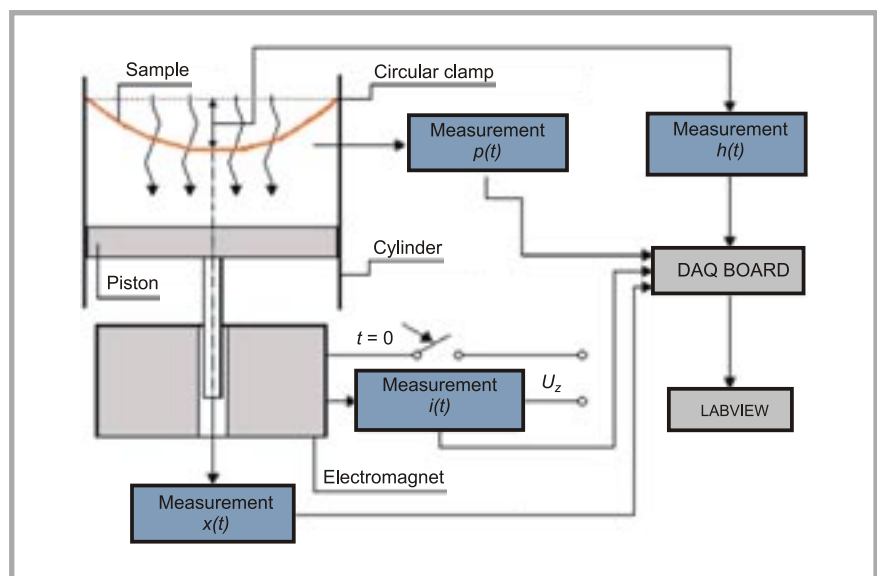 Sample
Circular clamp
Measurement
p(t)
Measurement
h(t)
Cylinder
DAQ BOARD
Piston
t = 0
Measurement
i(t)
U_z
LABVIEW
Electromagnet
Measurement
x(t)